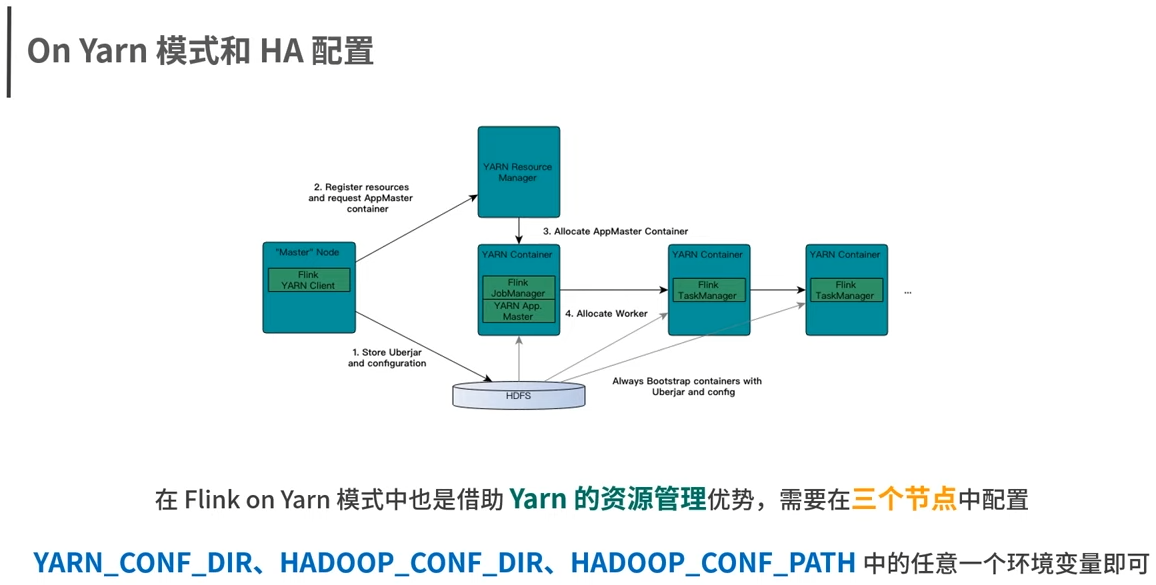 On Yarn 模式和 HA 配置
YARN Resource
Manager
2. Register resources
and request AppMaster
container
3. Allocate AppMaster Container
"Master" Node
Flink
YARN Client
YARN Container
Flink
JobManager
YARN App.
Master
YARN Container
Flink
TaskManager
YARN Container
Flink
TaskManager
...
4. Allocate Worker
1. Store Uberjar
and configuration
Always Bootstrap containers with
Uberjar and config
HDFS
在 Flink on Yarn 模式中也是借助 Yarn 的资源管理优势，需要在三个节点中配置
YARN_CONF_DIR、HADOOP_CONF_DIR、HADOOP_CONF_PATH 中的任意一个环境变量即可